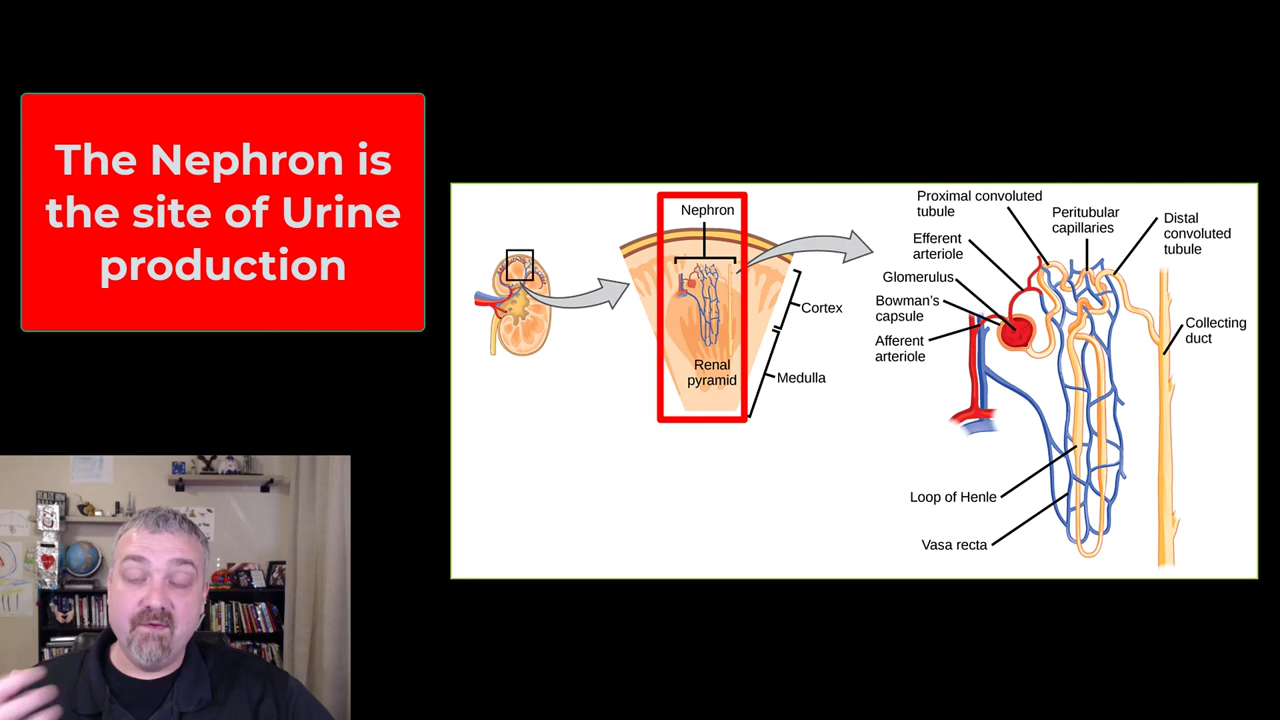 The Nephron is
the site of Urine
production
Nephron
Cortex
Renal
pyramid
Medulla
Proximal convoluted
tubule
Peritubular
capillaries
Distal
convoluted
tubule
Efferent
arteriole
Glomerulus
Bowman's
capsule
Afferent
arteriole
Collecting
duct
Loop of Henle
Vasa recta